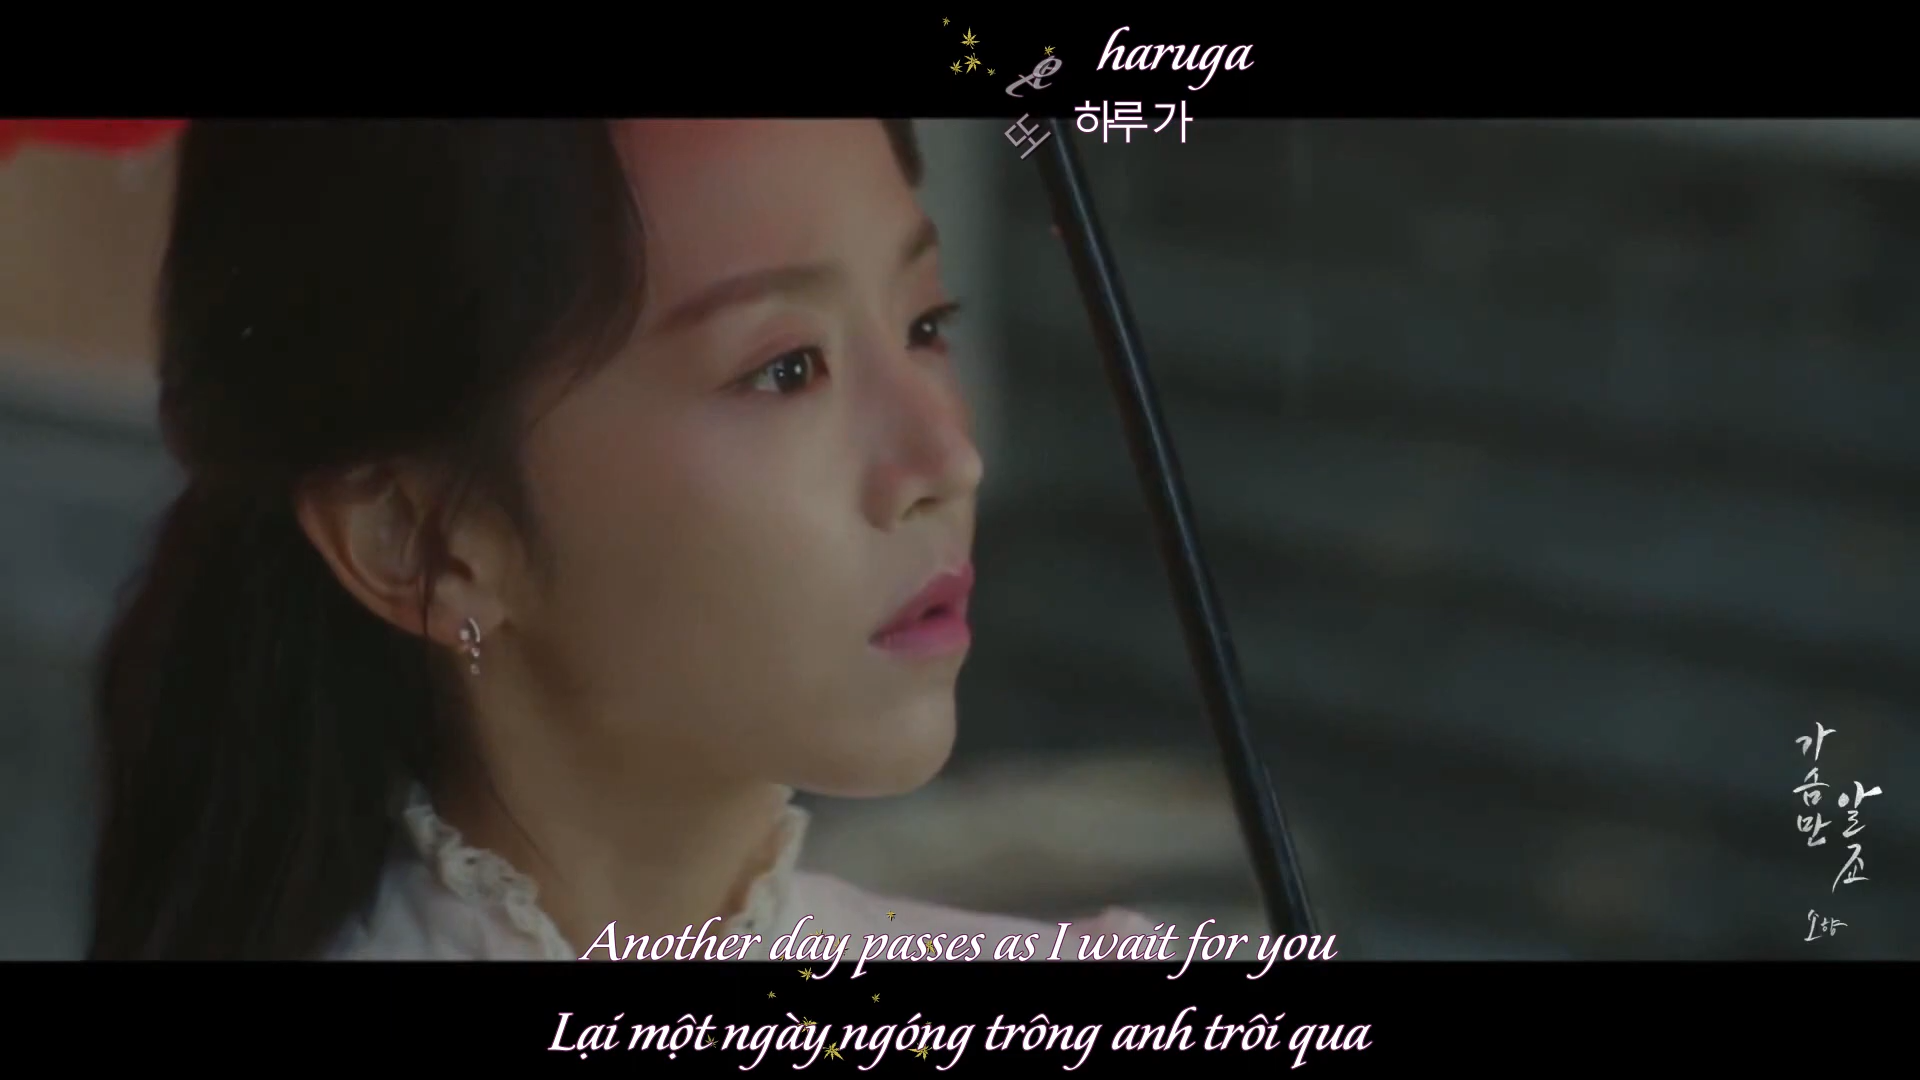 haruga
또 하루가
가슴만
알죠
소향
Another day passes as I wait for you
Lại một ngày ngóng trông anh trôi qua